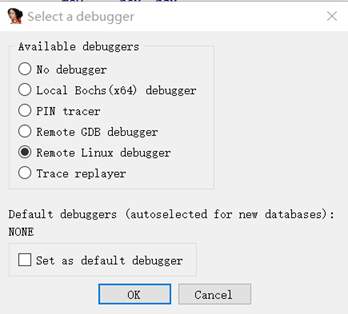 Select a debugger
Available debuggers
No debugger
Local Bochs(x64) debugger
PIN tracer
Remote GDB debugger
Remote Linux debugger
Trace replayer
Default debuggers (autoselected for new databases):
NONE
Set as default debugger
OK Cancel